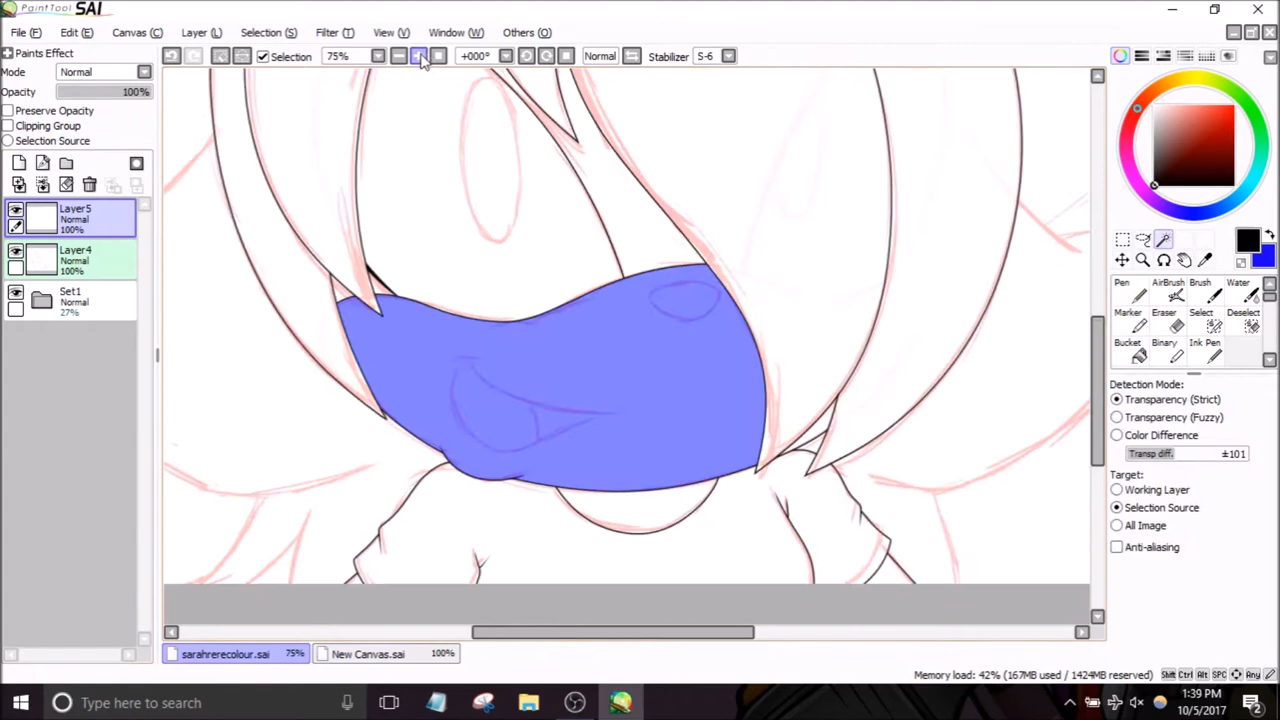 PaintTool SAI
File (F) Edit (E) Canvas (C) Layer (L) Selection (S) Filter (T) View (V) Window (W) Others (O)
Paints Effect
Selection 75% +000° Normal Stabilizer S-6
Mode Normal
Opacity 100%
Preserve Opacity
Clipping Group
Selection Source
Layer5
Normal
100%
Layer4
Normal
100%
Set1
Normal
27%
Pen AirBrush Brush Water
Marker Eraser Select Deselect
Bucket Binary Ink Pen
Detection Mode:
Transparency (Strict)
Transparency (Fuzzy)
Color Difference
Transp diff. ±101
Target:
Working Layer
Selection Source
All Image
Anti-aliasing
sarahrerecolour.sai 75% New Canvas.sai 100%
Memory load: 42% (167MB used / 1424MB reserved) Shift Ctrl Alt SPC Any
Type here to search
1:39 PM
10/5/2017
2